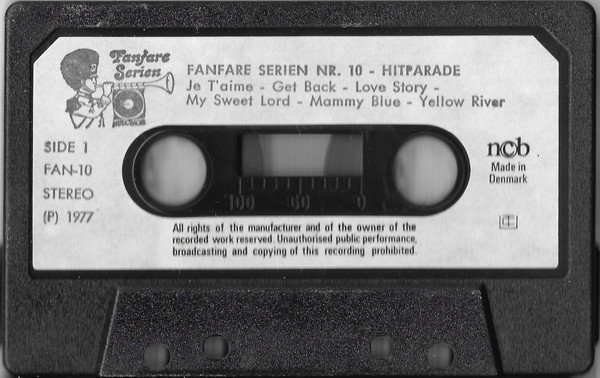 Fanfare
Serien
FANFARE SERIEN NR. 10 - HITPARADE
Je T'aime - Get Back - Love Story -
My Sweet Lord - Mammy Blue - Yellow River
SIDE 1
FAN-10
STEREO
(P) 1977
ncb
Made in
Denmark
100 50 0
All rights of the manufacturer and of the owner of the
recorded work reserved. Unauthorised public performance,
broadcasting and copying of this recording prohibited.